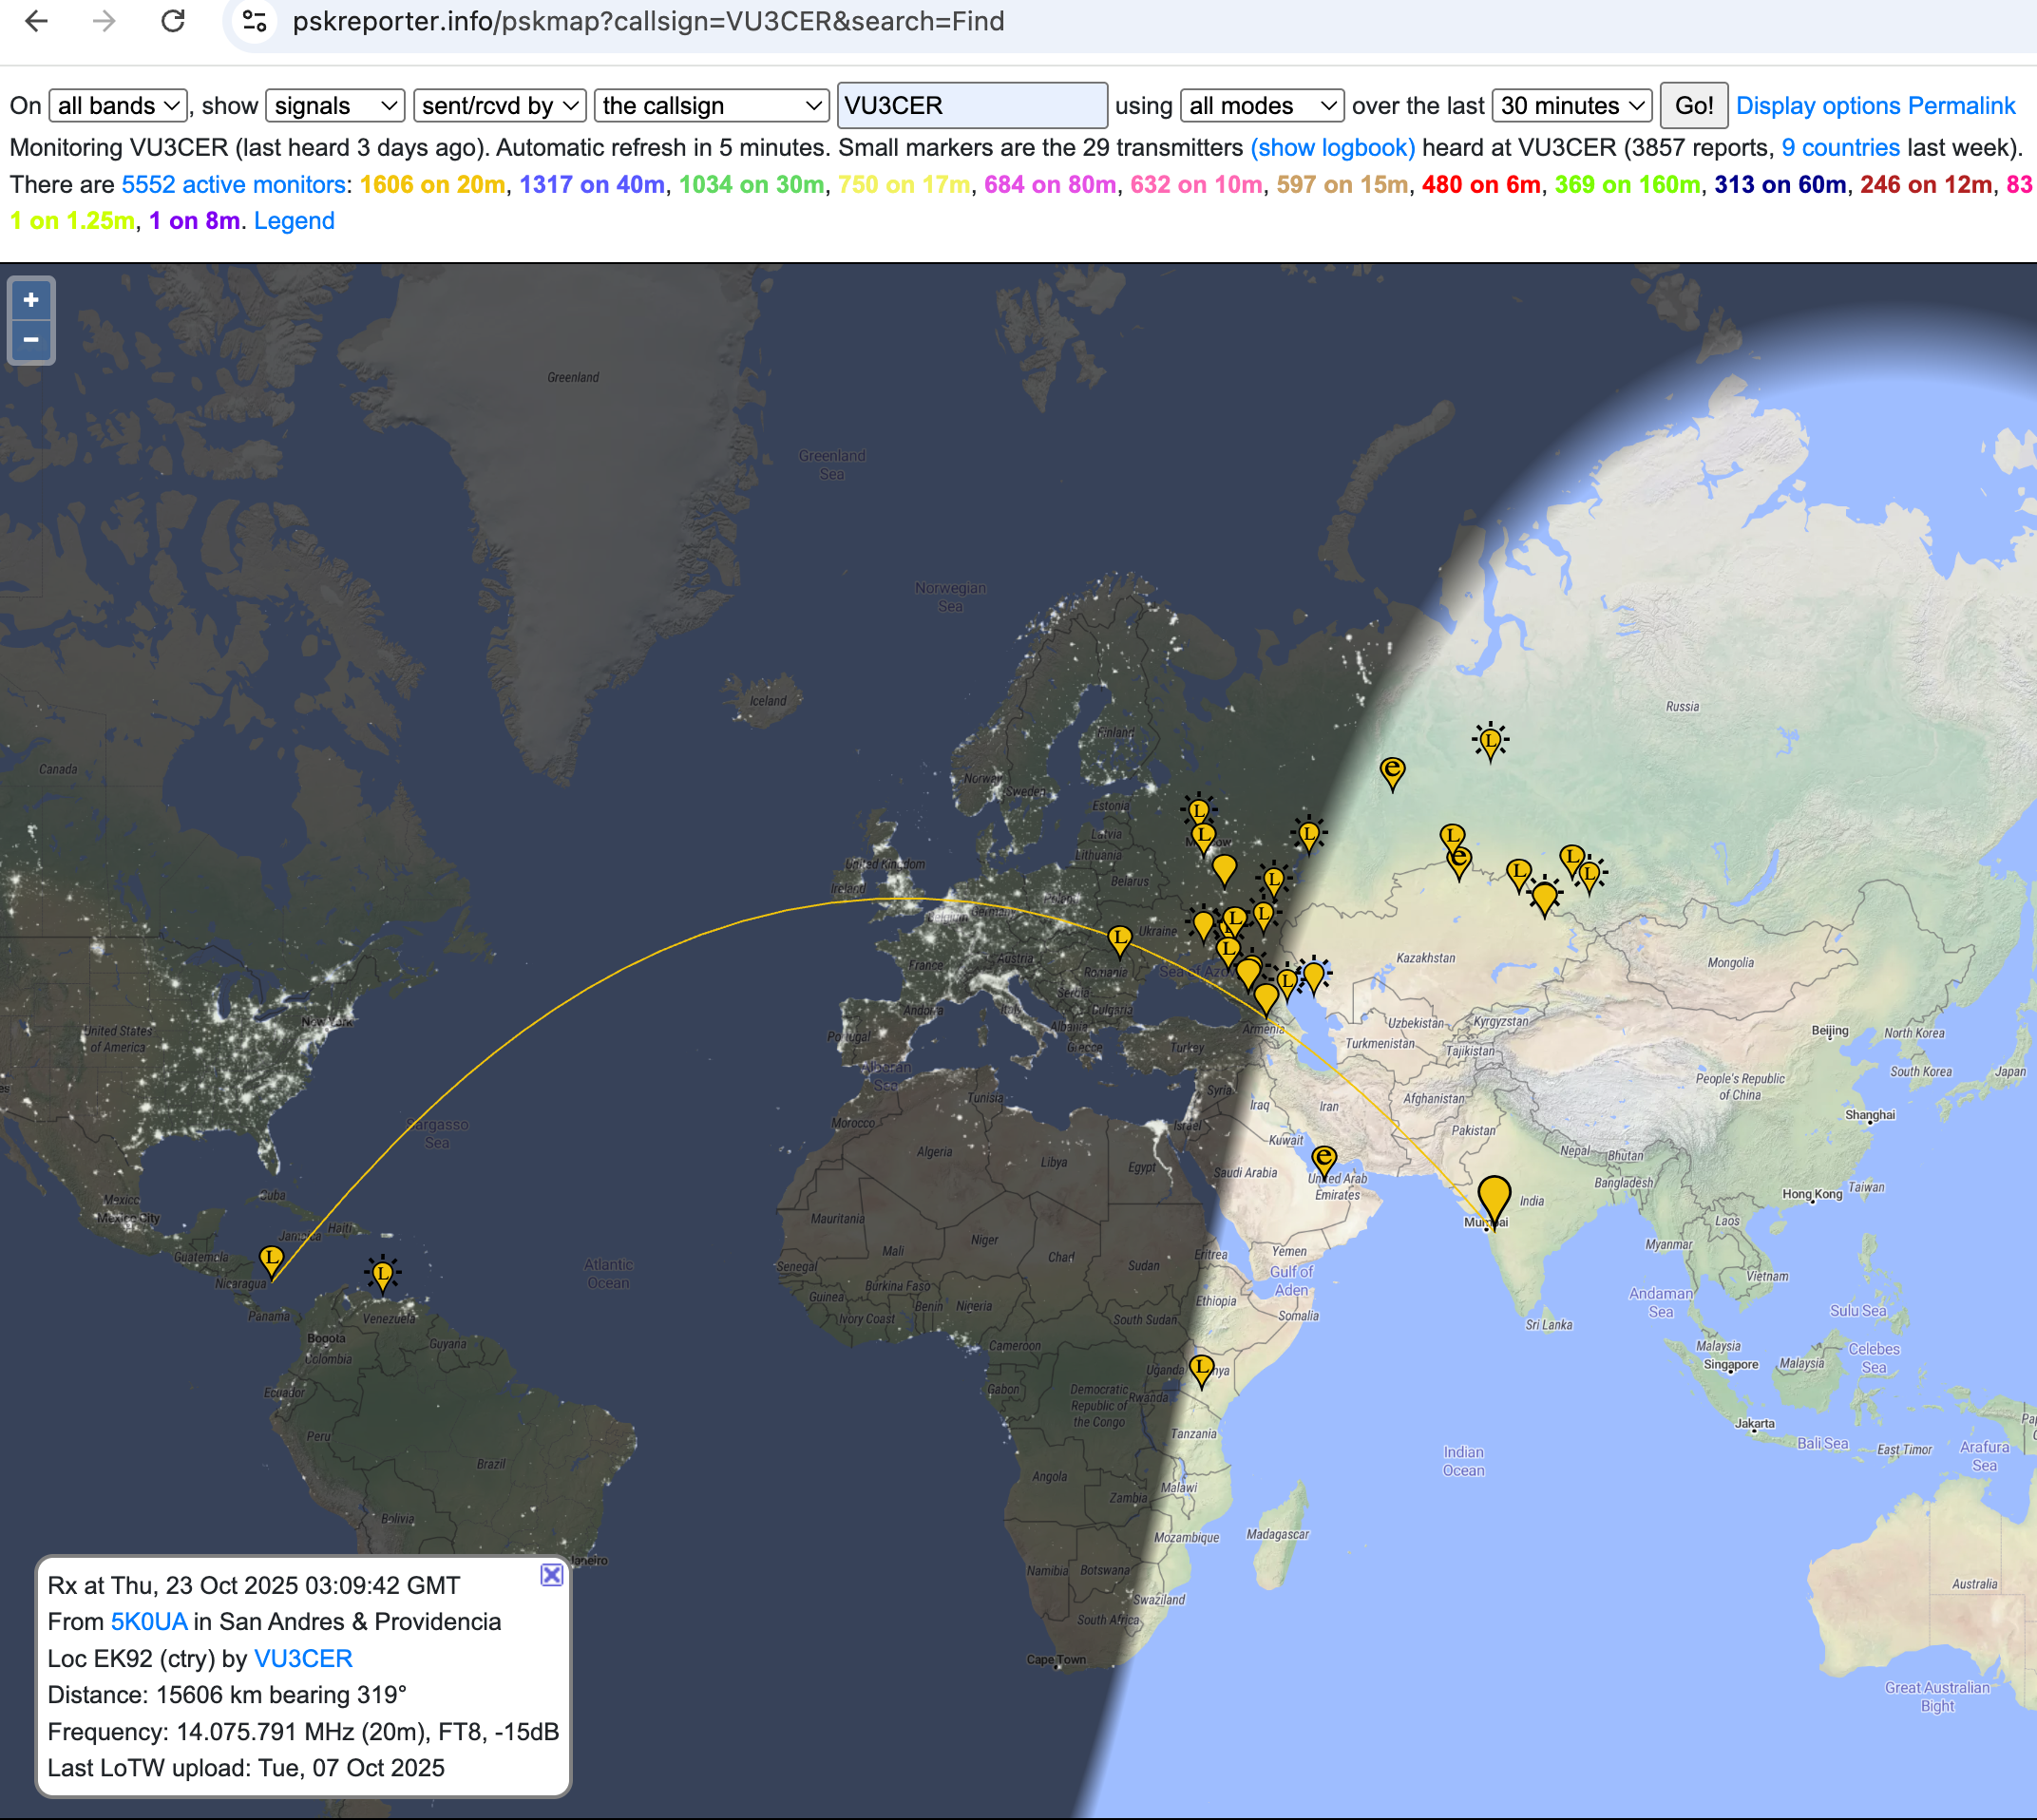 pskreporter.info/pskmap?callsign=VU3CER&search=Find
On all bands , show signals sent/rcvd by the callsign VU3CER using all modes over the last 30 minutes Go! Display options Permalink
Monitoring VU3CER (last heard 3 days ago). Automatic refresh in 5 minutes. Small markers are the 29 transmitters (show logbook) heard at VU3CER (3857 reports, 9 countries last week).
There are 5552 active monitors: 1606 on 20m, 1317 on 40m, 1034 on 30m, 750 on 17m, 684 on 80m, 632 on 10m, 597 on 15m, 480 on 6m, 369 on 160m, 313 on 60m, 246 on 12m, 83
1 on 1.25m, 1 on 8m. Legend
+
−
Greenland
Greenland
Sea
Norwegian
Sea
Iceland
Russia
Finland
Canada
Norway
Sweden
Estonia
Latvia
Lithuania
United Kingdom
Ireland
Belarus
Germany
Ukraine
Kazakhstan
Mongolia
France
Austria
Romania
Serbia
Andorra
Bulgaria
Portugal
Albania
Greece
Turkey
Armenia
Uzbekistan
Kyrgyzstan
Turkmenistan
Tajikistan
Beijing
North Korea
South Korea
Japan
United States
of America
New York
Alboran
Sea
Tunisia
Syria
Iraq
Iran
Afghanistan
People's Republic
of China
Shanghai
Sargasso
Sea
Morocco
Israel
Kuwait
Pakistan
Nepal
Bhutan
Algeria
Libya
Egypt
Saudi Arabia
United Arab
Emirates
India
Bangladesh
Hong Kong
Taiwan
Mexico
Mexico City
Cuba
Jamaica
Haiti
Mumbai
Laos
Myanmar
Guatemala
Nicaragua
Mauritania
Mali
Niger
Chad
Sudan
Eritrea
Yemen
Gulf of
Aden
Vietnam
Atlantic
Ocean
Senegal
Guinea
Burkina Faso
Benin
Nigeria
Ethiopia
Somalia
Andaman
Sea
Sulu Sea
Panama
Venezuela
Ivory Coast
South Sudan
Sri Lanka
Bogota
Colombia
Guyana
Cameroon
Malaysia
Singapore
Malaysia
Celebes
Sea
Ecuador
Gabon
Uganda
Democratic
Republic of
the Congo
Rwanda
Jakarta
Bali Sea
East Timor
Arafura
Sea
Peru
Brazil
Tanzania
Indian
Ocean
Angola
Malawi
Zambia
Bolivia
Mozambique
Madagascar
Namibia
Botswana
Swaziland
South Africa
Cape Town
Australia
Great Australian
Bight
Rx at Thu, 23 Oct 2025 03:09:42 GMT
From 5K0UA in San Andres & Providencia
Loc EK92 (ctry) by VU3CER
Distance: 15606 km bearing 319°
Frequency: 14.075.791 MHz (20m), FT8, -15dB
Last LoTW upload: Tue, 07 Oct 2025